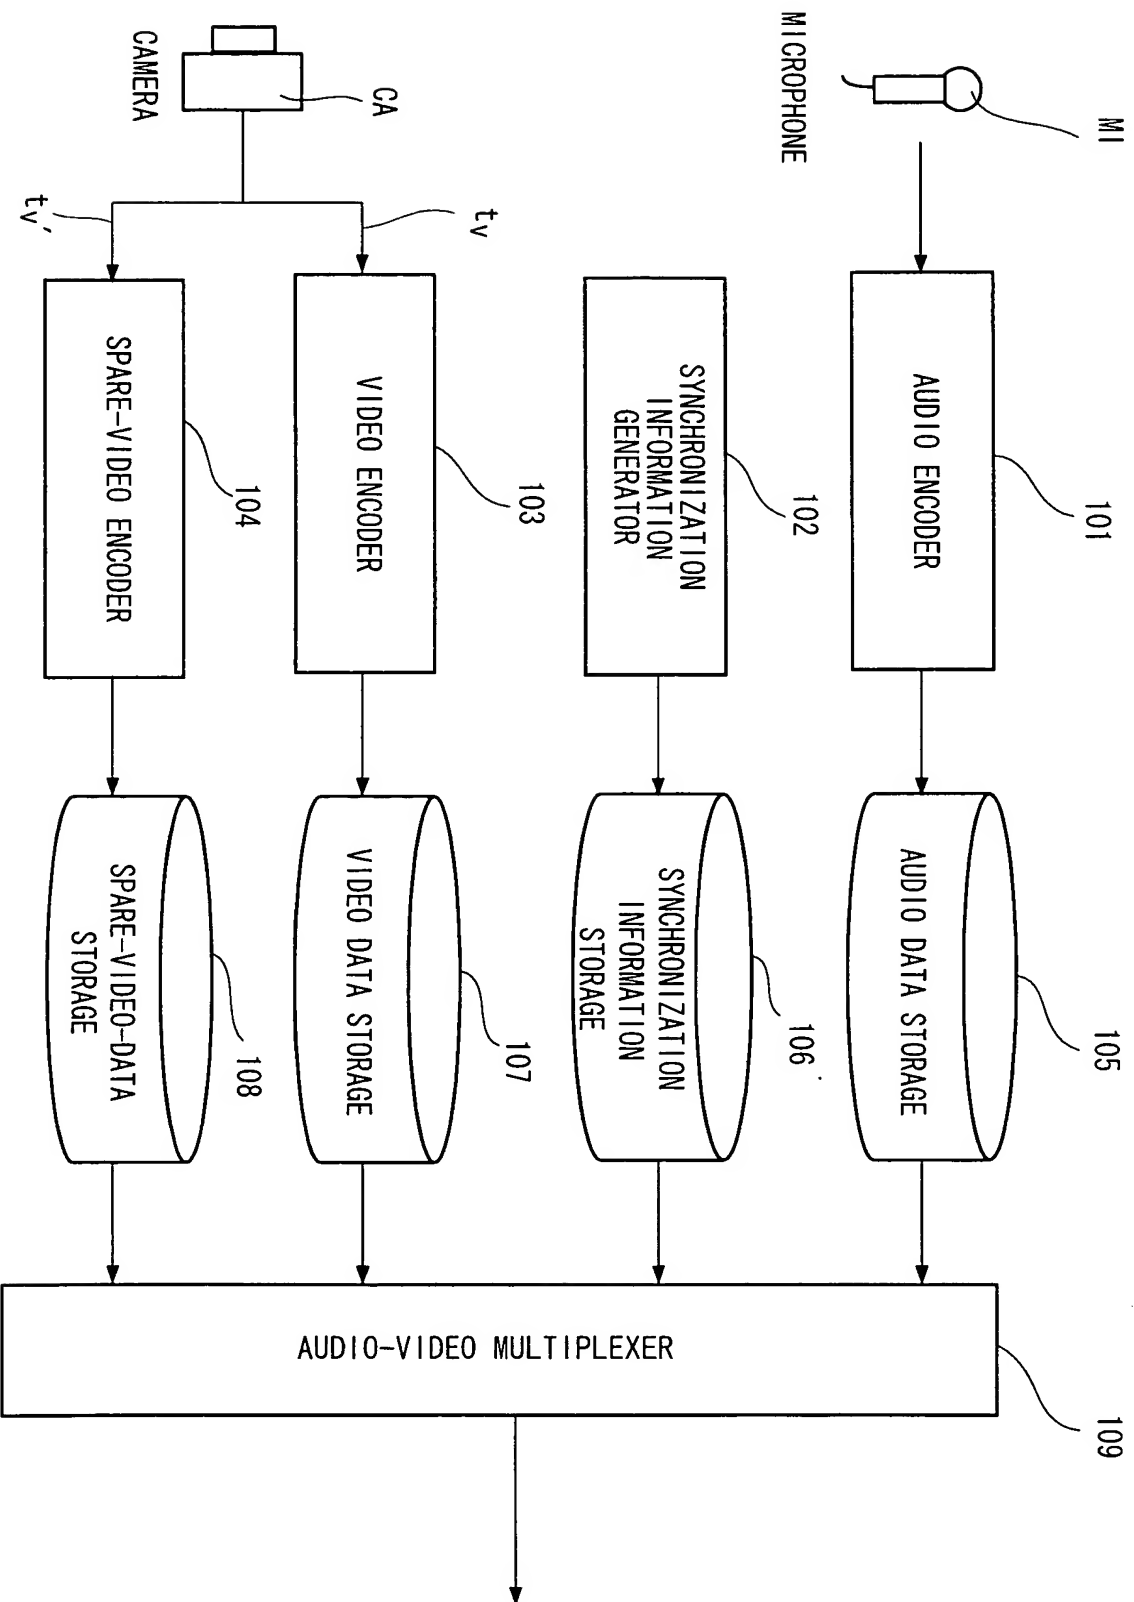 MI
MICROPHONE
101
AUDIO ENCODER
105
AUDIO DATA STORAGE
102
SYNCHRONIZATION
INFORMATION
GENERATOR
106
SYNCHRONIZATION
INFORMATION
STORAGE
CA
CAMERA
tv
103
VIDEO ENCODER
107
VIDEO DATA STORAGE
tv'
104
SPARE-VIDEO ENCODER
108
SPARE-VIDEO-DATA
STORAGE
109
AUDIO-VIDEO MULTIPLEXER